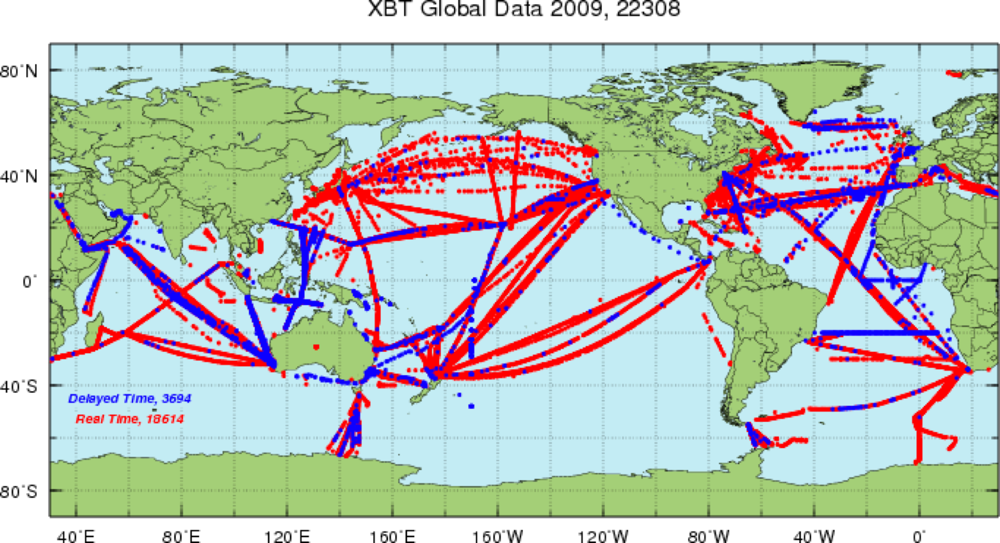 XBT Global Data 2009, 22308
80°N
40°N
0°
40°S
80°S
Delayed Time, 3694
Real Time, 18614
40°E 80°E 120°E 160°E 160°W 120°W 80°W 40°W 0°